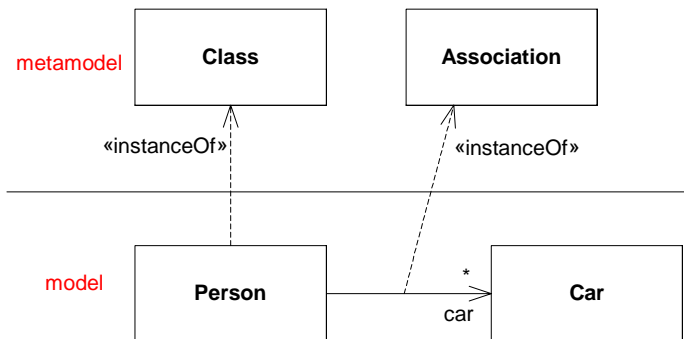 metamodel
Class
Association
«instanceOf»
«instanceOf»
model
Person
*
car
Car